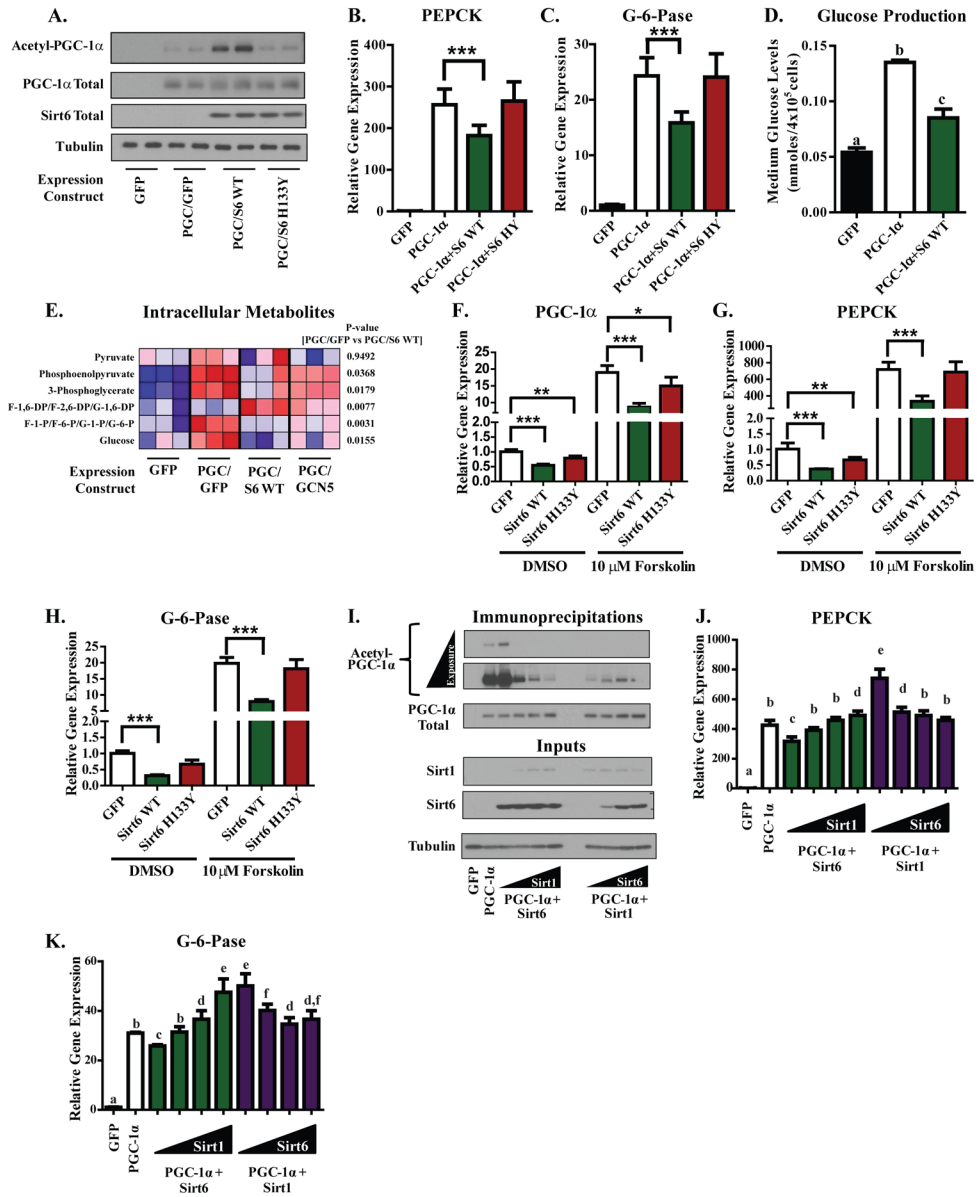 A.
Acetyl-PGC-1α
PGC-1α Total
Sirt6 Total
Tubulin
Expression Construct
GFP
PGC/GFP
PGC/S6 WT
PGC/S6 H133Y
B.
PEPCK
Relative Gene Expression
400
300
200
100
0
***
GFP
PGC-1α
PGC-1α+S6 WT
PGC-1α+S6 HY
C.
G-6-Pase
Relative Gene Expression
40
30
20
10
0
***
GFP
PGC-1α
PGC-1α+S6 WT
PGC-1α+S6 HY
D.
Glucose Production
Medium Glucose Levels
(mmoles/4x10⁵ cells)
0.15
0.10
0.05
0.00
a
b
c
GFP
PGC-1α
PGC-1α+S6 WT
E.
Intracellular Metabolites
P-value
[PGC/GFP vs PGC/S6 WT]
Pyruvate 0.9492
Phosphoenolpyruvate 0.0368
3-Phosphoglycerate 0.0179
F-1,6-DP/F-2,6-DP/G-1,6-DP 0.0077
F-1-P/F-6-P/G-1-P/G-6-P 0.0031
Glucose 0.0155
Expression Construct
GFP
PGC/GFP
PGC/S6 WT
PGC/GCN5
F.
PGC-1α
Relative Gene Expression
25
20
15
10
5
1.5
1.0
0.5
0.0
***
**
***
*
GFP
Sirt6 WT
Sirt6 H133Y
GFP
Sirt6 WT
Sirt6 H133Y
DMSO
10 μM Forskolin
G.
PEPCK
Relative Gene Expression
1000
800
600
400
200
1.5
1.0
0.5
0.0
***
**
***
GFP
Sirt6 WT
Sirt6 H133Y
GFP
Sirt6 WT
Sirt6 H133Y
DMSO
10 μM Forskolin
H.
G-6-Pase
Relative Gene Expression
25
20
15
10
5
2.0
1.5
1.0
0.5
0.0
***
***
GFP
Sirt6 WT
Sirt6 H133Y
GFP
Sirt6 WT
Sirt6 H133Y
DMSO
10 μM Forskolin
I.
Immunoprecipitations
Acetyl-
PGC-1α
Exposure
PGC-1α
Total
Inputs
Sirt1
Sirt6
Tubulin
GFP
PGC-1α
Sirt1
PGC-1α +
Sirt6
Sirt6
PGC-1α +
Sirt1
J.
PEPCK
Relative Gene Expression
1000
800
600
400
200
0
a
b
c
b
d
d
e
d
b
b
GFP
PGC-1α
Sirt1
PGC-1α +
Sirt6
Sirt6
PGC-1α +
Sirt1
K.
G-6-Pase
Relative Gene Expression
60
40
20
0
a
b
c
b
d
e
e
f
d
d,f
GFP
PGC-1α
Sirt1
PGC-1α +
Sirt6
Sirt6
PGC-1α +
Sirt1